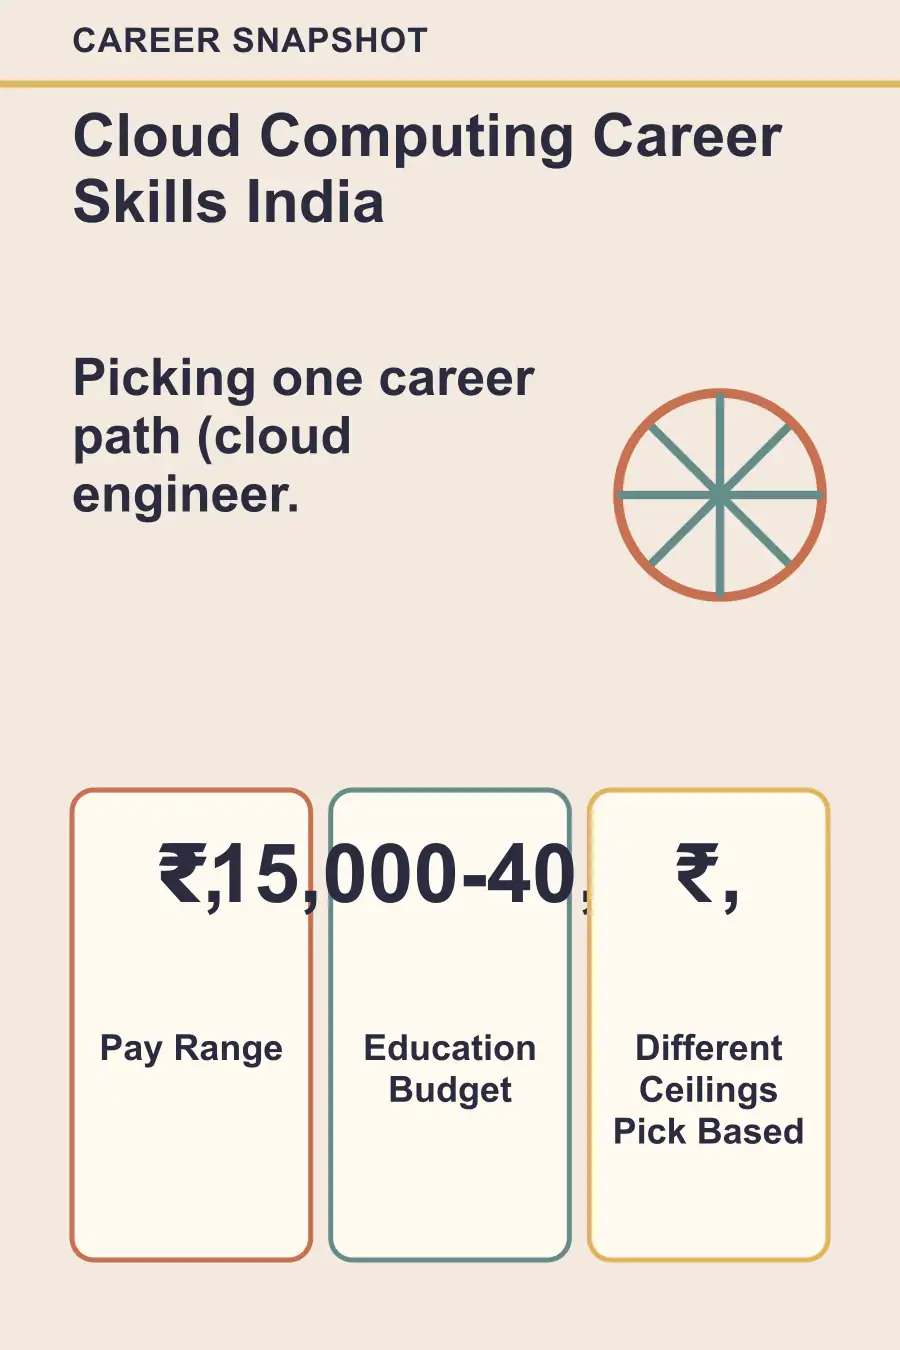 CAREER SNAPSHOT
Cloud Computing Career
Skills India
Picking one career
path (cloud
engineer.
₹,
₹15,000-40,
₹,
Pay Range
Education
Budget
Different
Ceilings
Pick Based